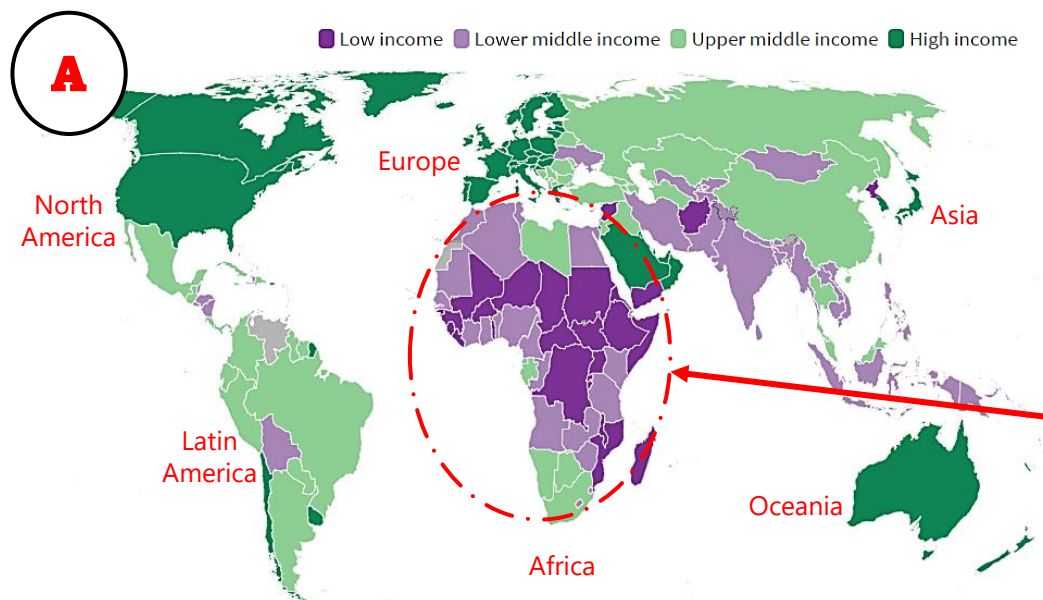 A
Low income
Lower middle income
Upper middle income
High income
Europe
North
America
Asia
Latin
America
Oceania
Africa